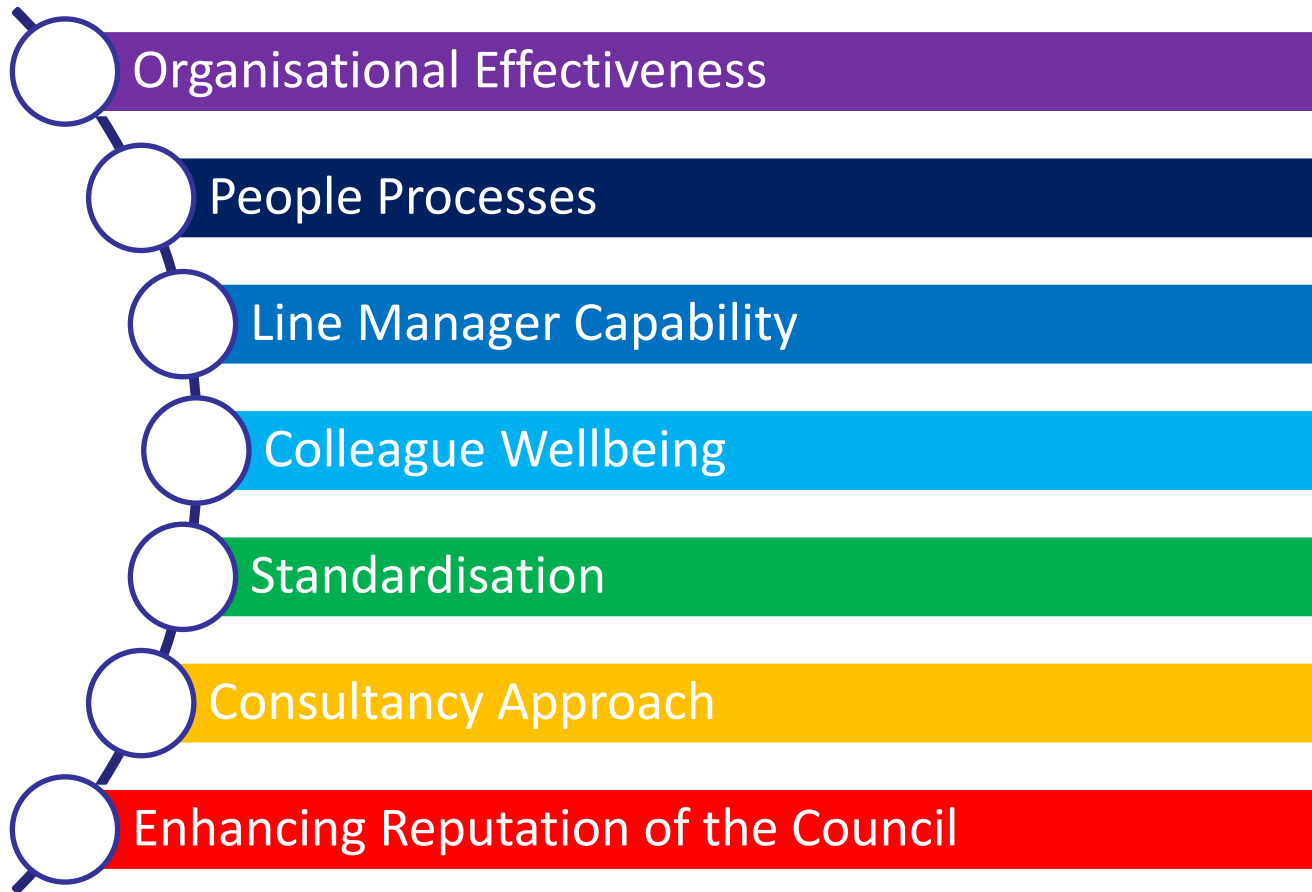 Organisational Effectiveness
People Processes
Line Manager Capability
Colleague Wellbeing
Standardisation
Consultancy Approach
Enhancing Reputation of the Council